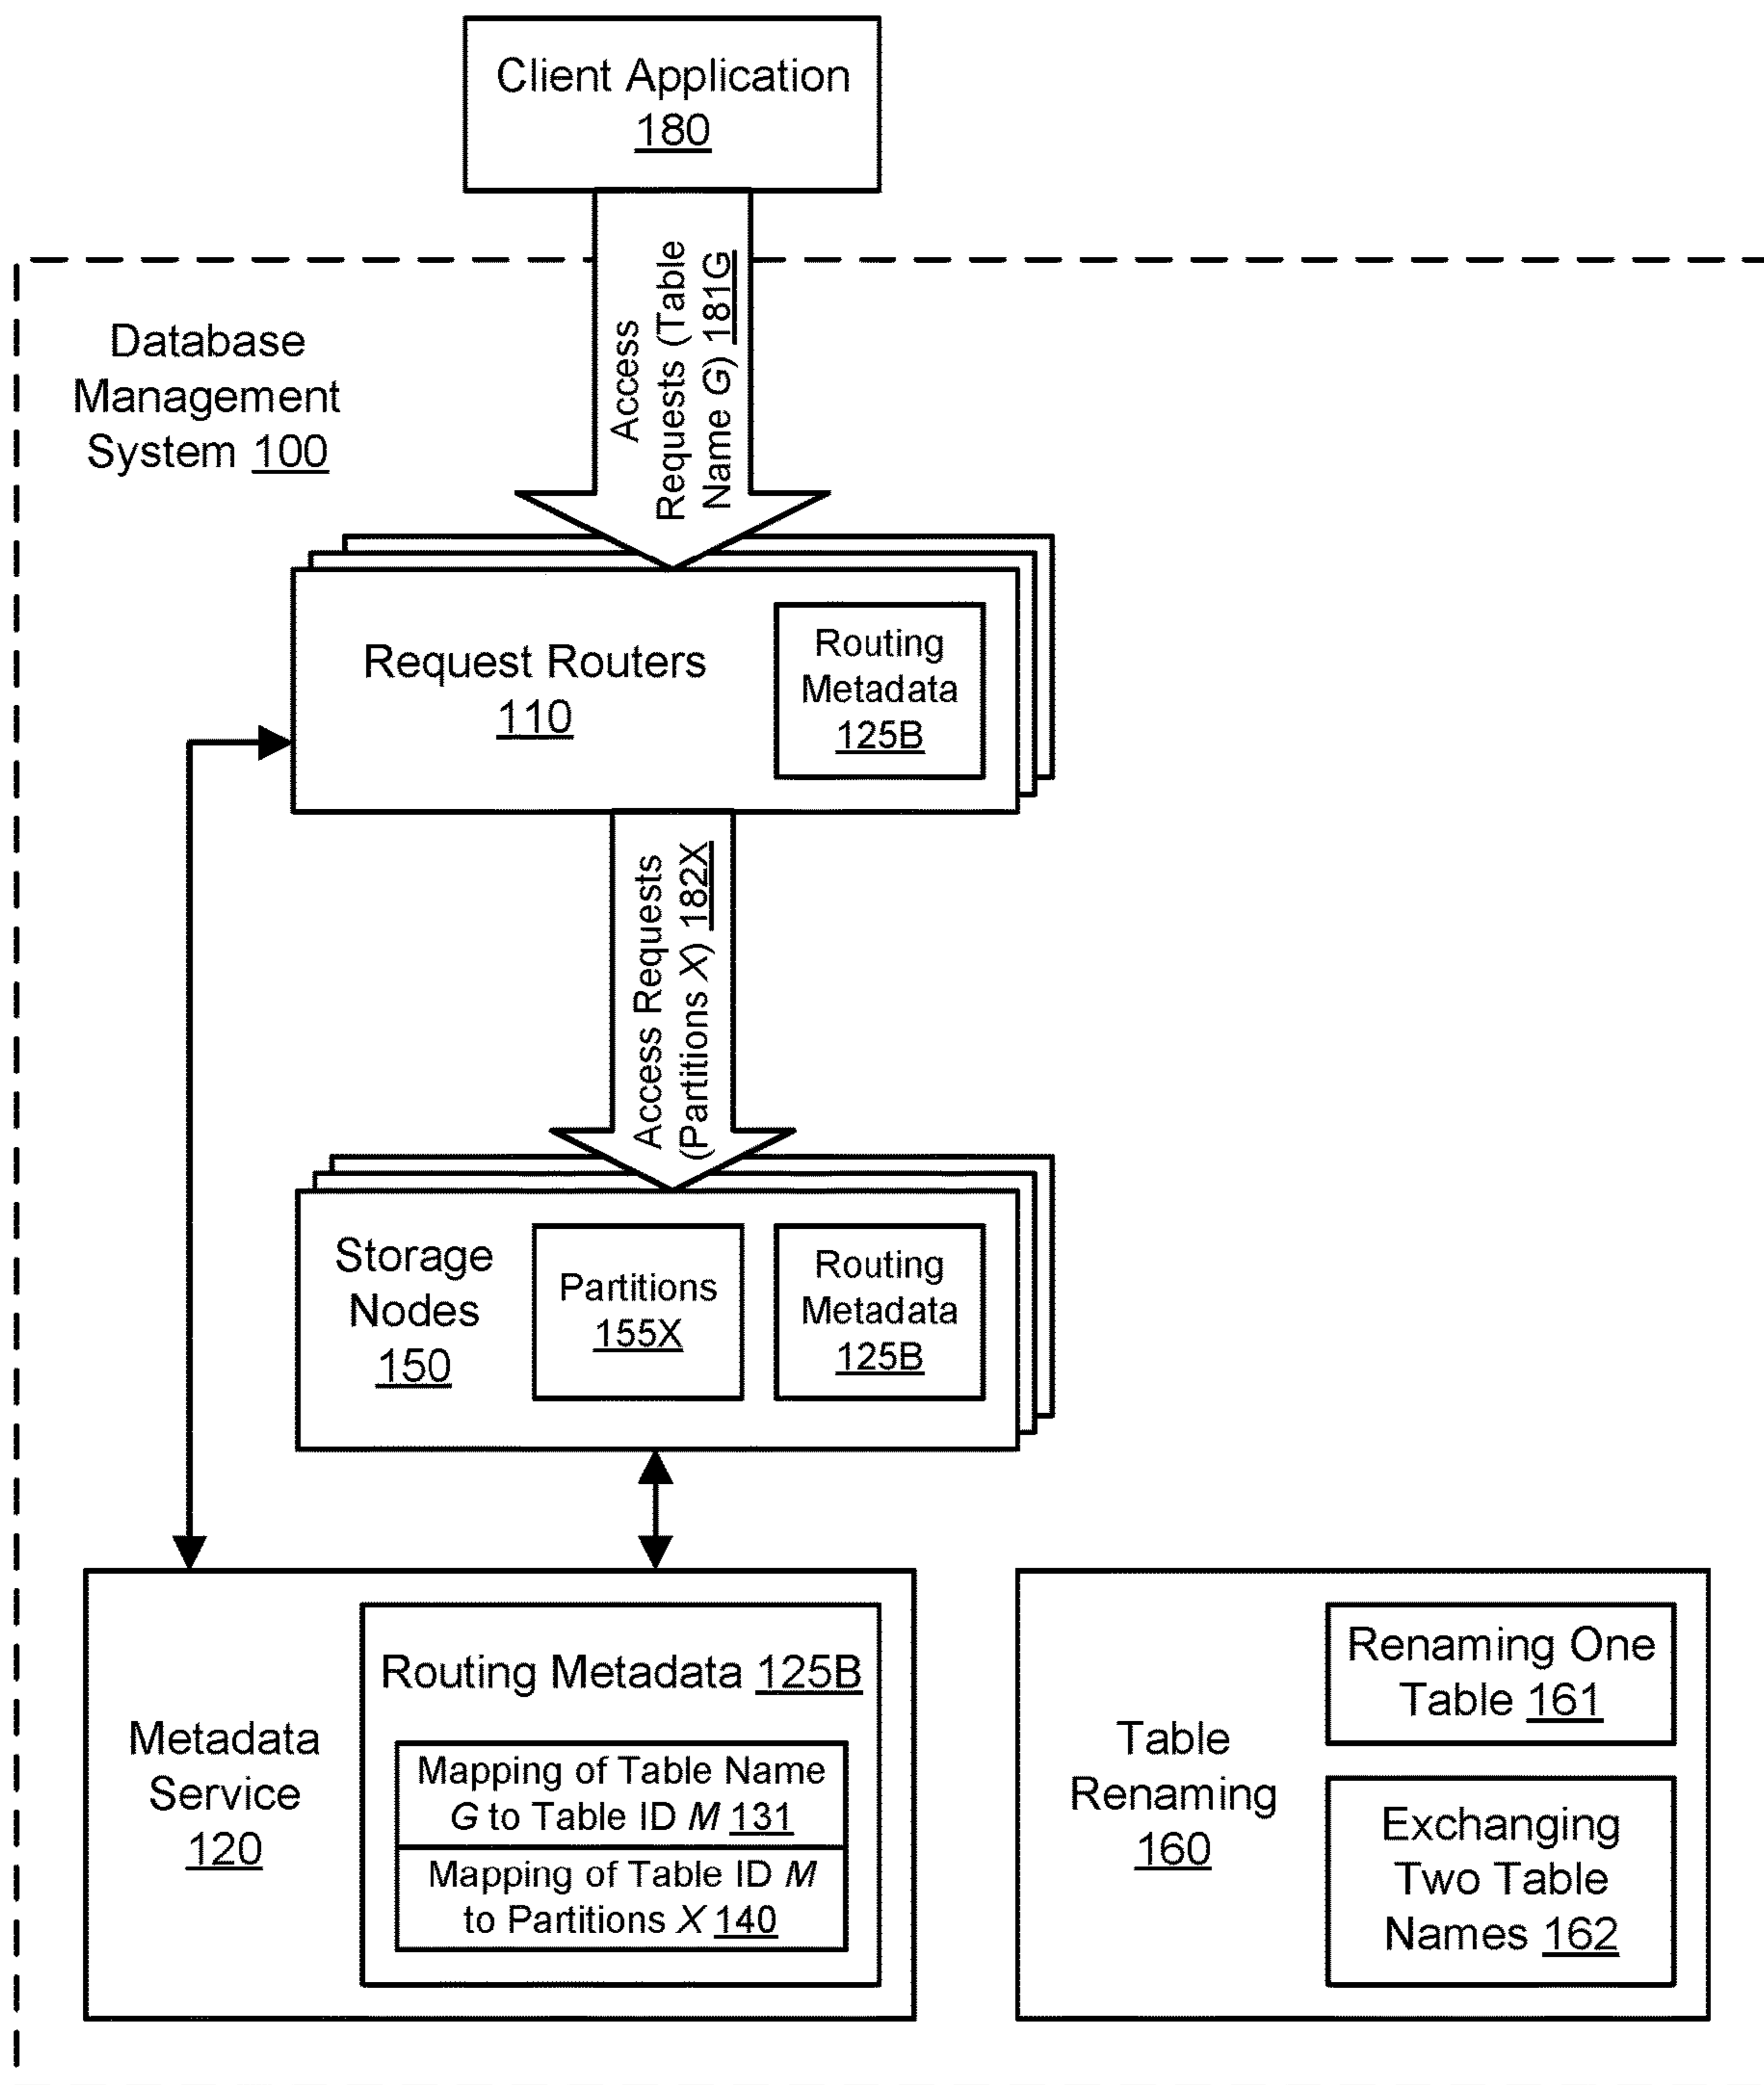 Client Application
180
Access
Requests (Table
Name G) 181G
Database
Management
System 100
Request Routers
110
Routing
Metadata
125B
Access Requests
(Partitions X) 182X
Storage
Nodes
150
Partitions
155X
Routing
Metadata
125B
Metadata
Service
120
Routing Metadata 125B
Mapping of Table Name
G to Table ID M 131
Mapping of Table ID M
to Partitions X 140
Table
Renaming
160
Renaming One
Table 161
Exchanging
Two Table
Names 162